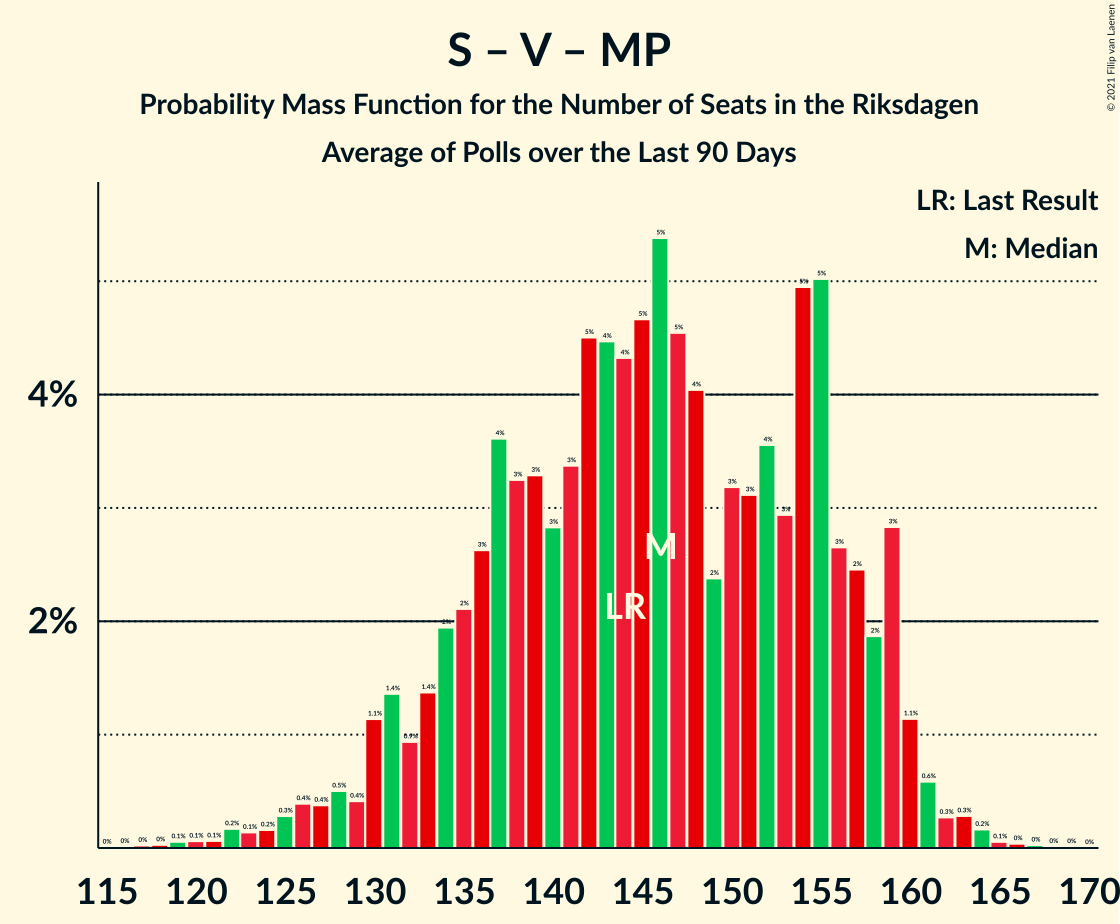 S – V – MP
Probability Mass Function for the Number of Seats in the Riksdagen
Average of Polls over the Last 90 Days
© 2021 Filip van Laenen
LR: Last Result
M: Median
4%
2%
0% 0% 0% 0% 0.1% 0.1% 0.1% 0.2% 0.1% 0.2% 0.3% 0.4% 0.4% 0.5% 0.4% 1.1% 1.4% 0.9% 1.4% 2% 2% 3% 4% 3% 3% 3% 3% 5% 4% 4% 5% 5% 5% 4% 2% 3% 3% 4% 3% 5% 5% 3% 2% 2% 3% 1.1% 0.6% 0.3% 0.3% 0.2% 0.1% 0% 0% 0% 0% 0%
M
LR
115 120 125 130 135 140 145 150 155 160 165 170